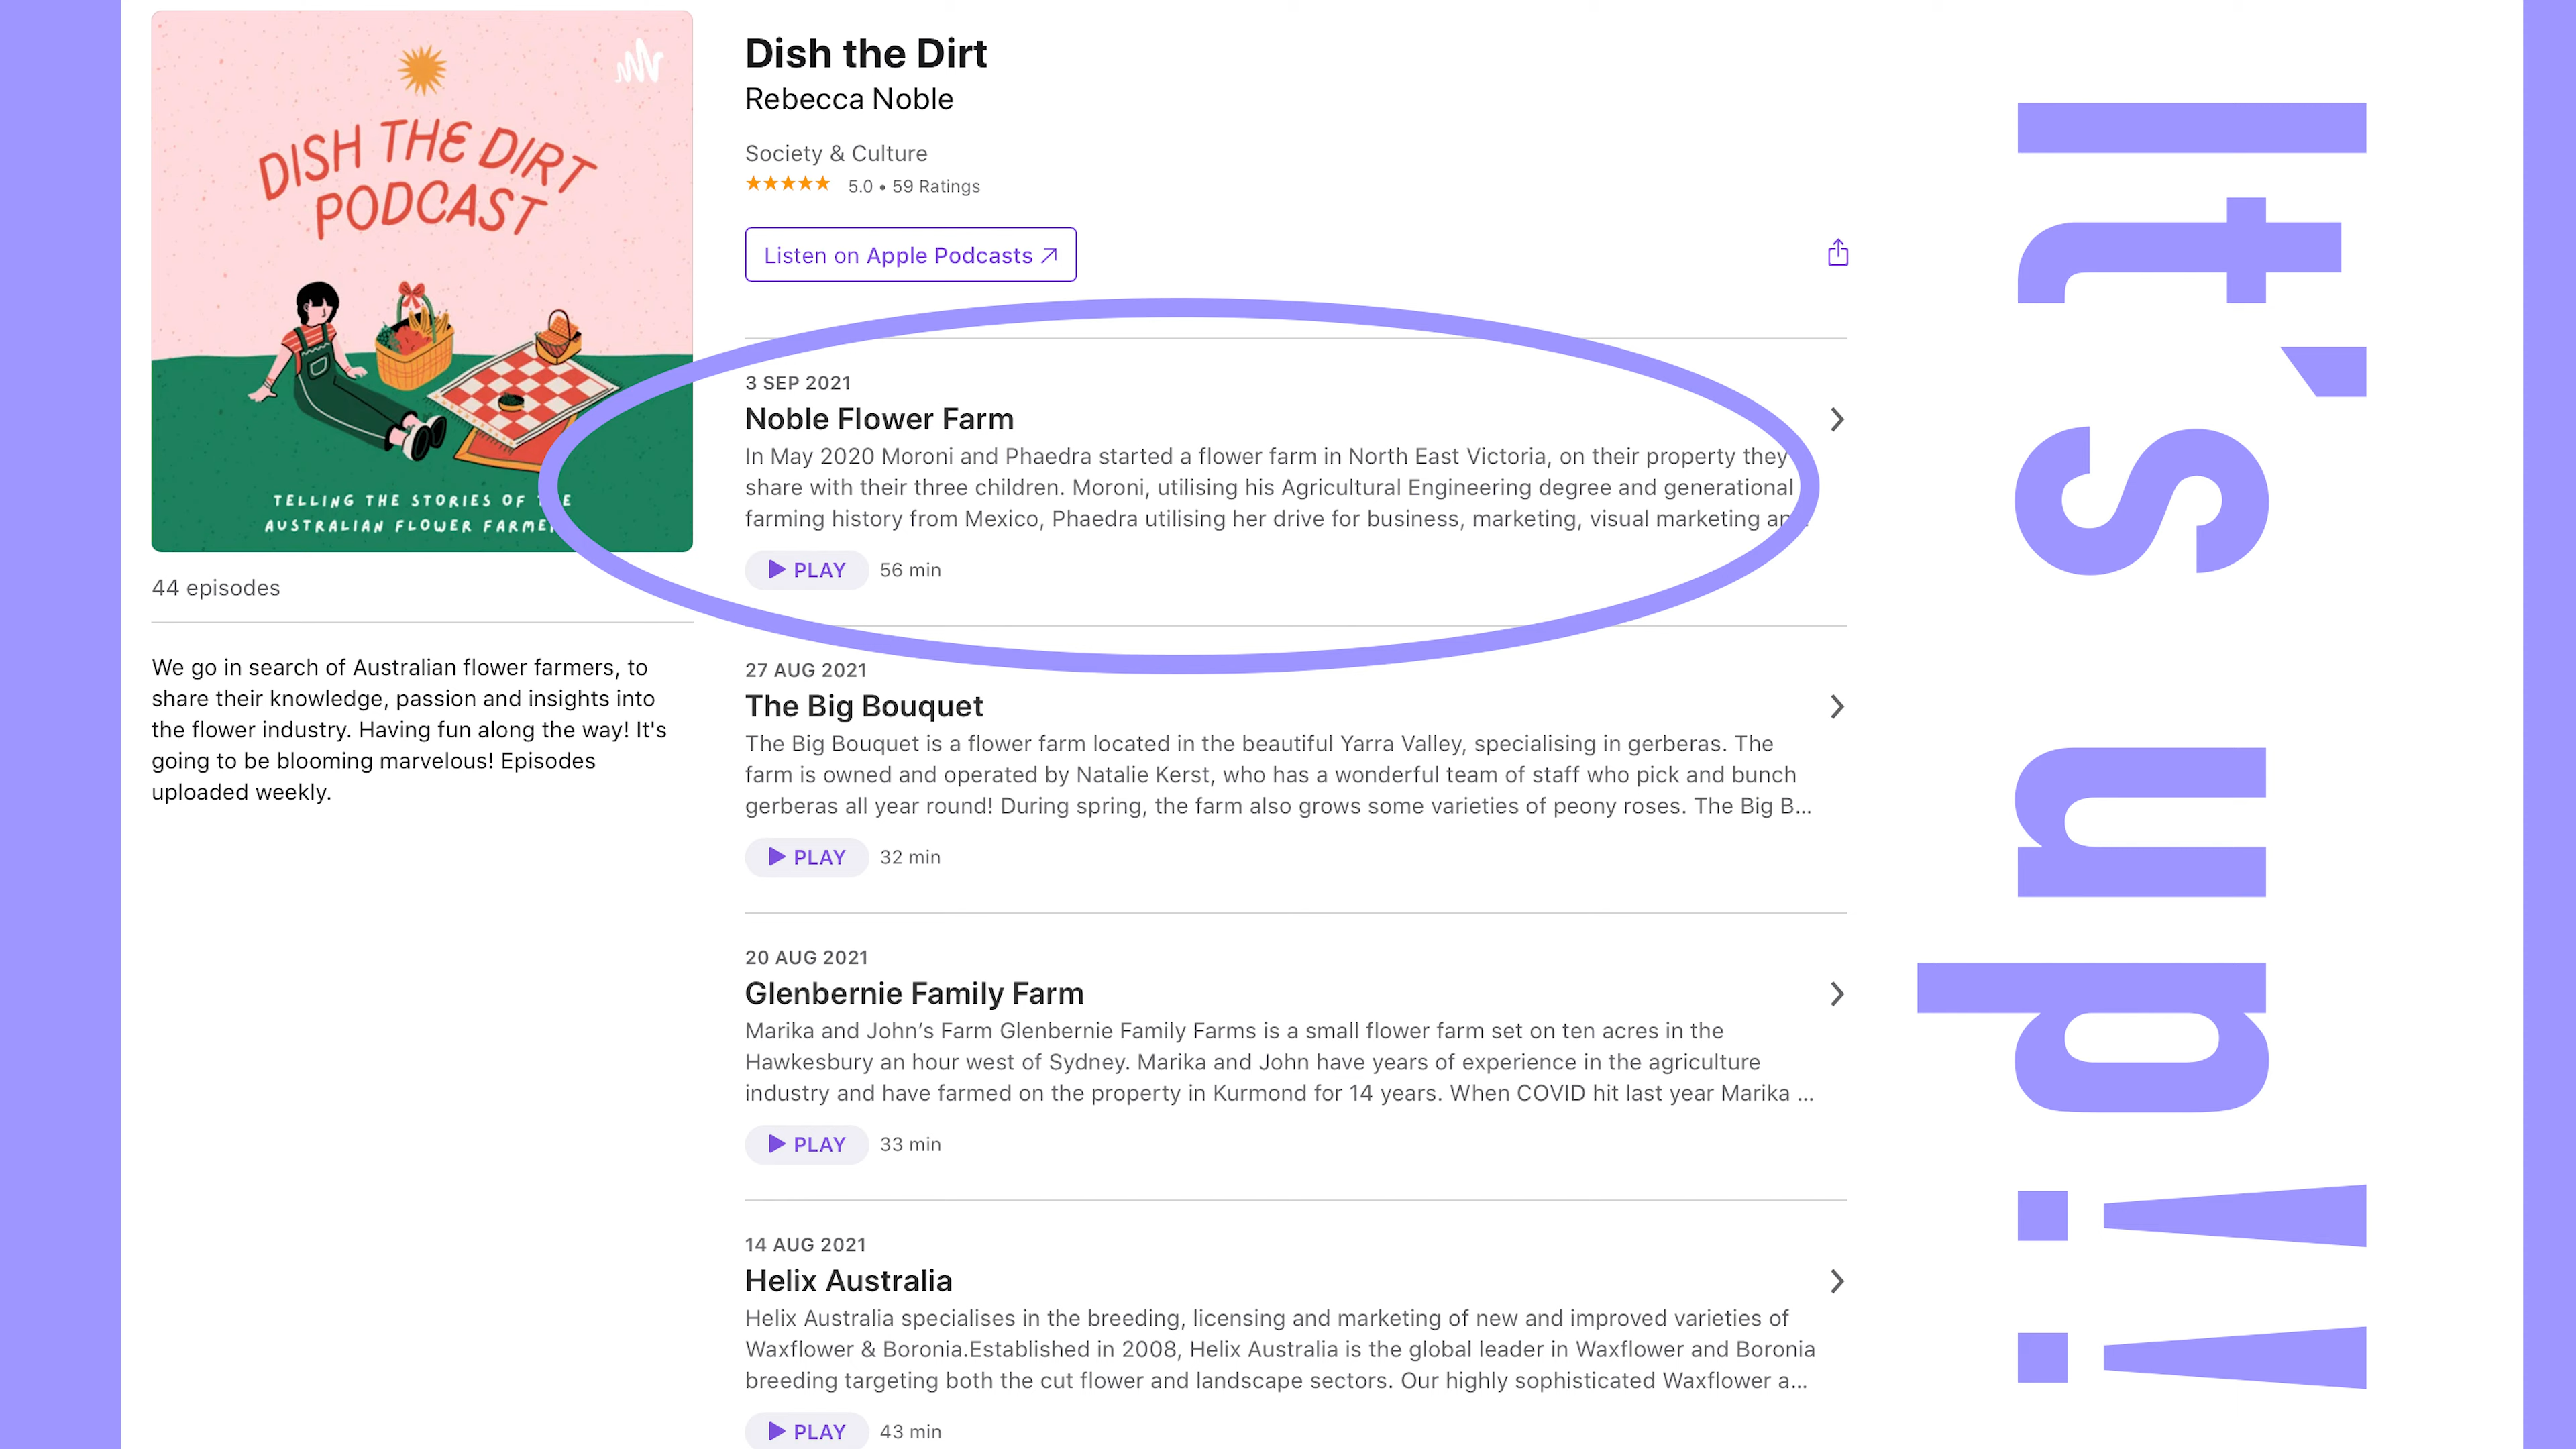 DISH THE DIRT
PODCAST
TELLING THE STORIES OF THE
AUSTRALIAN FLOWER
44 episodes
We go in search of Australian flower farmers, to
share their knowledge, passion and insights into
the flower industry. Having fun along the way! It's
going to be blooming marvelous! Episodes
uploaded weekly.
Dish the Dirt
Rebecca Noble
Society & Culture
★★★★★ 5.0 • 59 Ratings
Listen on Apple Podcasts ↗
3 SEP 2021
Noble Flower Farm
In May 2020 Moroni and Phaedra started a flower farm in North East Victoria, on their property they
share with their three children. Moroni, utilising his Agricultural Engineering degree and generational
farming history from Mexico, Phaedra utilising her drive for business, marketing, visual marketing an...
PLAY 56 min
27 AUG 2021
The Big Bouquet
The Big Bouquet is a flower farm located in the beautiful Yarra Valley, specialising in gerberas. The
farm is owned and operated by Natalie Kerst, who has a wonderful team of staff who pick and bunch
gerberas all year round! During spring, the farm also grows some varieties of peony roses. The Big B...
PLAY 32 min
20 AUG 2021
Glenbernie Family Farm
Marika and John’s Farm Glenbernie Family Farms is a small flower farm set on ten acres in the
Hawkesbury an hour west of Sydney. Marika and John have years of experience in the agriculture
industry and have farmed on the property in Kurmond for 14 years. When COVID hit last year Marika ...
PLAY 33 min
14 AUG 2021
Helix Australia
Helix Australia specialises in the breeding, licensing and marketing of new and improved varieties of
Waxflower & Boronia.Established in 2008, Helix Australia is the global leader in Waxflower and Boronia
breeding targeting both the cut flower and landscape sectors. Our highly sophisticated Waxflower a...
PLAY 43 min
It's up!!